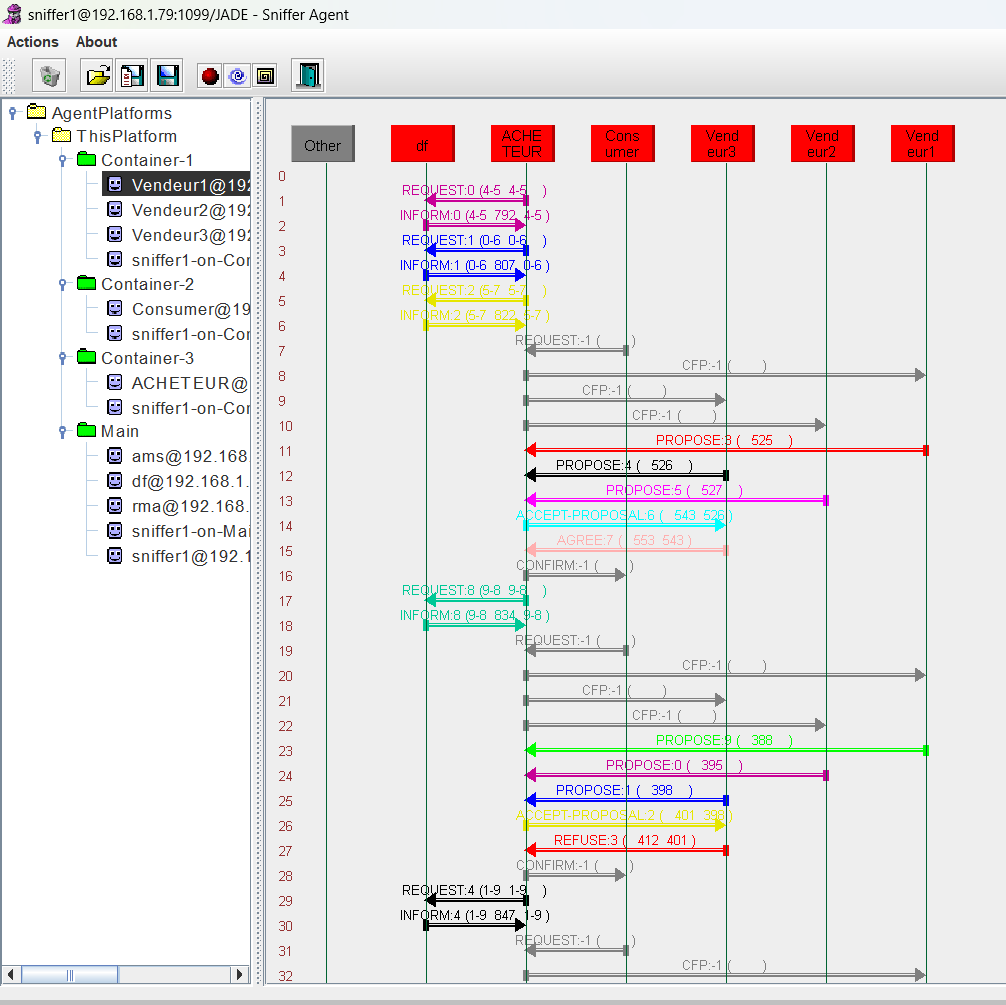 sniffer1@192.168.1.79:1099/JADE - Sniffer Agent
Actions About
AgentPlatforms
ThisPlatform
Container-1
Vendeur1@192
Vendeur2@192
Vendeur3@192
sniffer1-on-Cor
Container-2
Consumer@19
sniffer1-on-Cor
Container-3
ACHETEUR@
sniffer1-on-Cor
Main
ams@192.168
df@192.168.1.
rma@192.168.
sniffer1-on-Mai
sniffer1@192.1
Other
df
ACHE
TEUR
Cons
umer
Vend
eur3
Vend
eur2
Vend
eur1
0
REQUEST:0 (4-5 4-5 )
1
INFORM:0 (4-5 792 4-5 )
2
REQUEST:1 (0-6 0-6 )
3
INFORM:1 (0-6 807 0-6 )
4
REQUEST:2 (5-7 5-7 )
5
INFORM:2 (5-7 822 5-7 )
6
REQUEST:-1 ( )
7
CFP:-1 ( )
8
CFP:-1 ( )
9
CFP:-1 ( )
10
PROPOSE:3 ( 525 )
11
PROPOSE:4 ( 526 )
12
PROPOSE:5 ( 527 )
13
ACCEPT-PROPOSAL:6 ( 543 526 )
14
AGREE:7 ( 553 543 )
15
CONFIRM:-1 ( )
16
REQUEST:8 (9-8 9-8 )
17
INFORM:8 (9-8 834 9-8 )
18
REQUEST:-1 ( )
19
CFP:-1 ( )
20
CFP:-1 ( )
21
CFP:-1 ( )
22
PROPOSE:9 ( 388 )
23
PROPOSE:0 ( 395 )
24
PROPOSE:1 ( 398 )
25
ACCEPT-PROPOSAL:2 ( 401 398 )
26
REFUSE:3 ( 412 401 )
27
CONFIRM:-1 ( )
28
REQUEST:4 (1-9 1-9 )
29
INFORM:4 (1-9 847 1-9 )
30
REQUEST:-1 ( )
31
CFP:-1 ( )
32